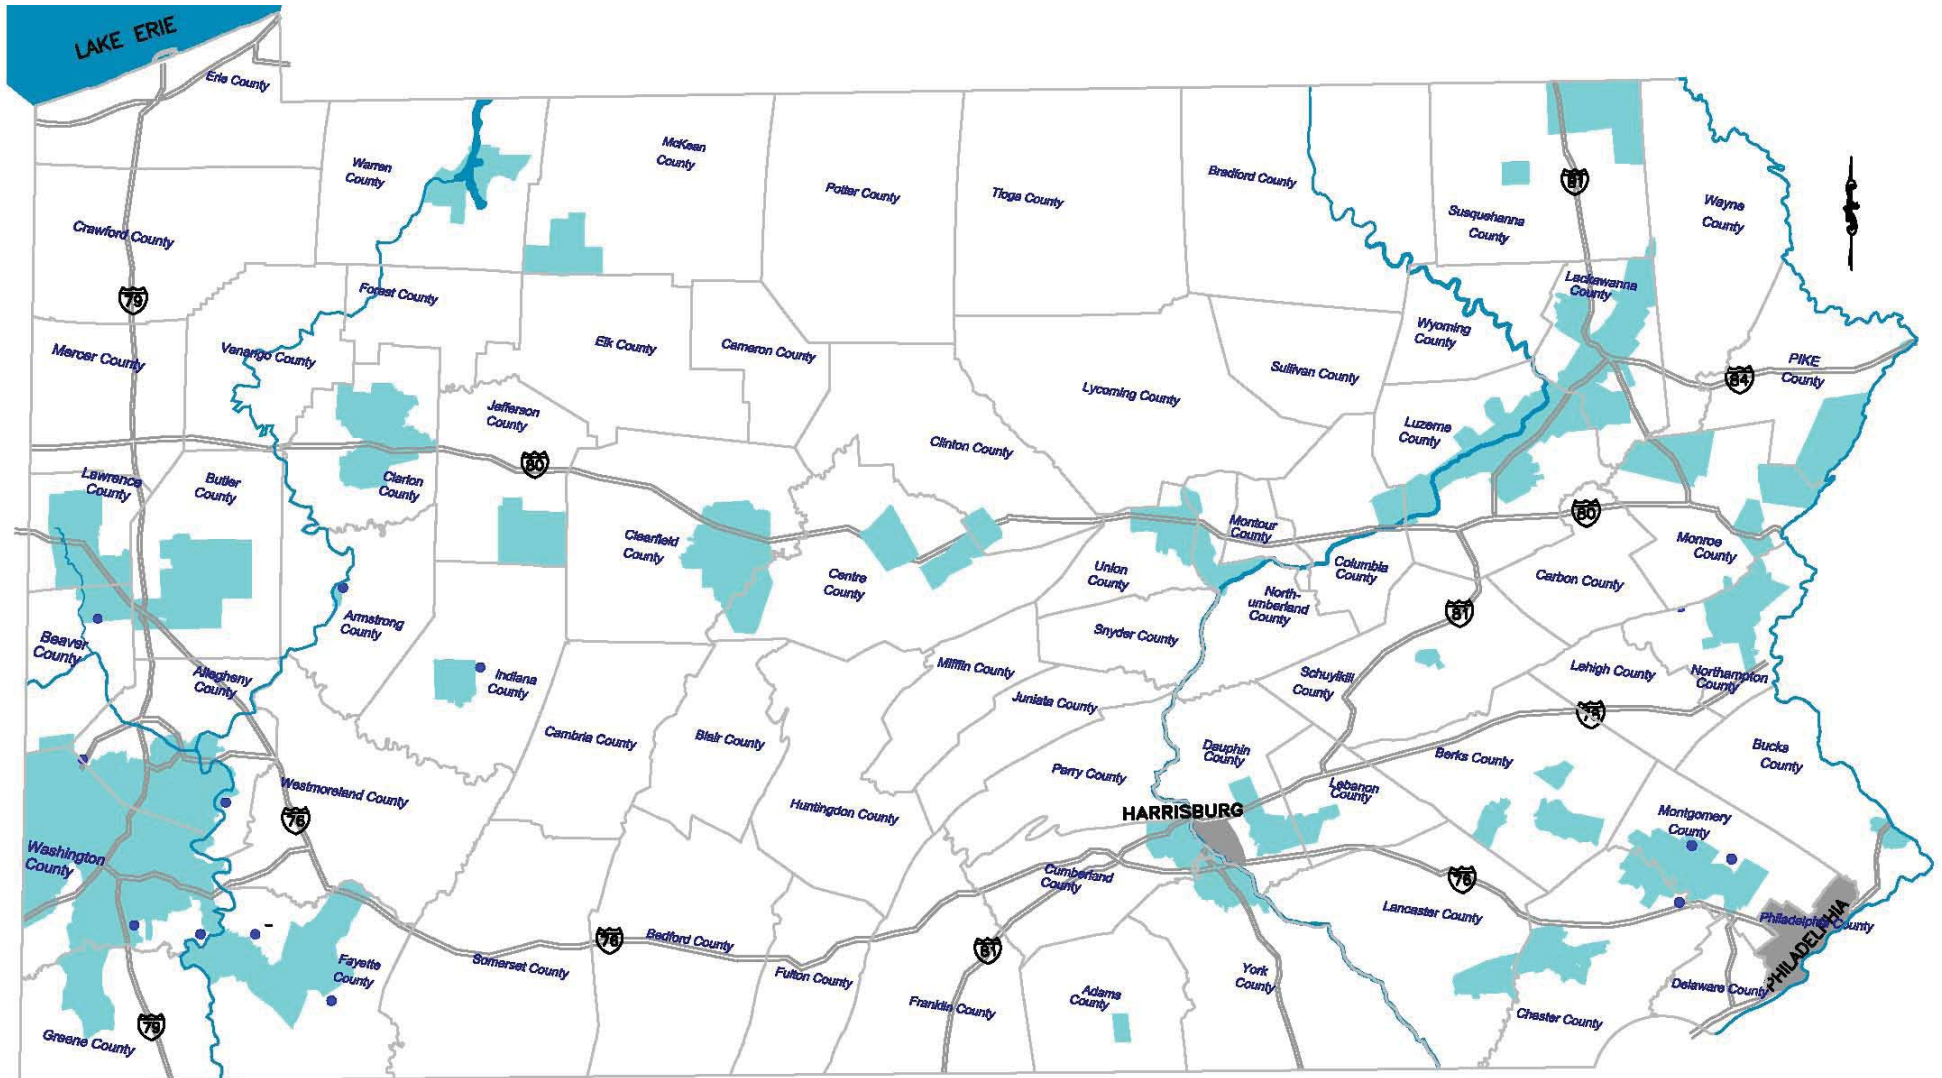 LAKE ERIE
Erie County
Warren
County
McKean
County
Potter County
Tioga County
Bradford County
Susquehanna
County
81
Wayne
County
Crawford County
79
Forest County
Lackawanna
County
Mercer County
Venango County
Elk County
Cameron County
Wyoming
County
Sullivan County
Lycoming County
84
PIKE
County
Jefferson
County
Luzerne
County
Clinton County
80
Lawrence
County
Butler
County
Clarion
County
Clearfield
County
Montour
County
80
Monroe
County
Centre
County
Union
County
Columbia
County
Carbon County
North-
umberland
County
81
Armstrong
County
Beaver
County
Snyder County
Mifflin County
Juniata County
Schuylkill
County
Lehigh County
Northampton
County
Allegheny
County
Indiana
County
78
Cambria County
Blair County
Dauphin
County
Perry County
Berks County
Bucks
County
Westmoreland County
Huntingdon County
Lebanon
County
HARRISBURG
76
Montgomery
County
Washington
County
Cumberland
County
76
Lancaster County
Philadelphia County
PHILADELPHIA
76
Bedford County
81
Somerset County
Fayette
County
Fulton County
Franklin County
Adams
County
York
County
Delaware County
Chester County
79
Greene County